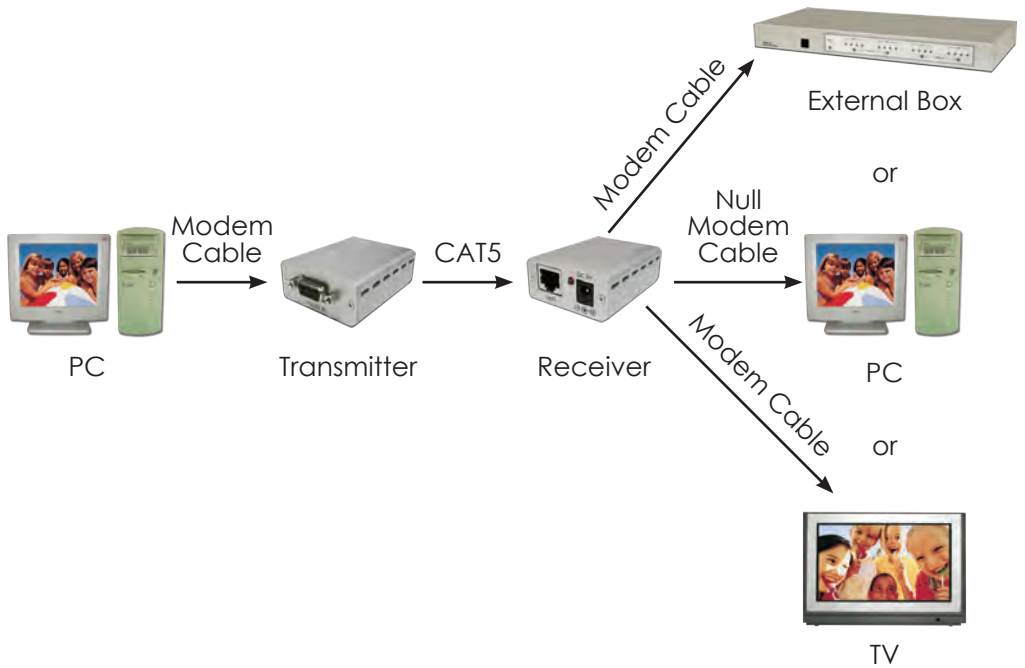 Modem Cable
External Box
or
Modem
Cable
CAT5
Null
Modem
Cable
PC
Transmitter
Receiver
PC
Modem Cable
or
TV